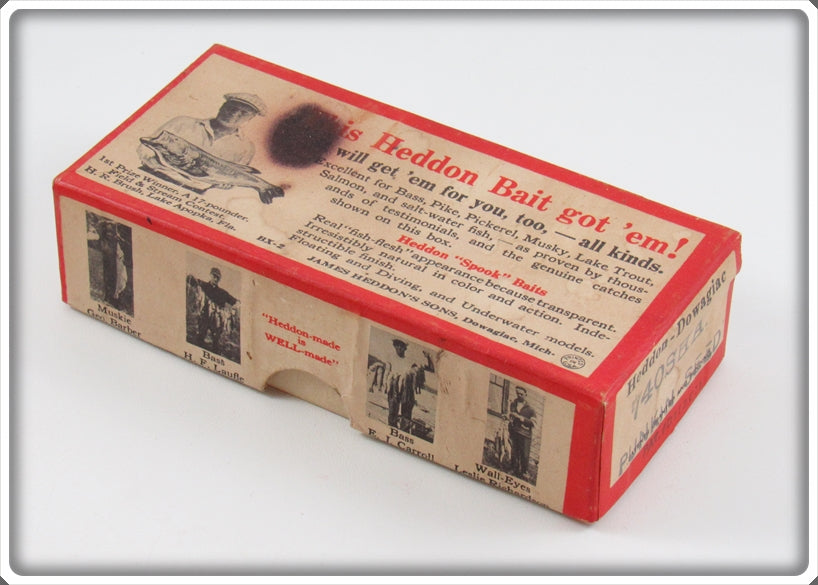 is Heddon Bait got 'em!
will get 'em for you, too,—all kinds.
Excellent for Bass, Pike, Pickerel, Musky, Lake Trout,
Salmon, and salt-water fish,—as proven by thous-
ands of testimonials, and the genuine catches
shown on this box.
Heddon "Spook" Baits
Real "fish-flesh" appearance because transparent.
Irresistibly natural in color and action. Inde-
structible finish.
Floating and Diving, and Underwater models.
JAMES HEDDON'S SONS, Dowagiac, Mich.
BX-2
1st Prize Winner. A 17-pounder.
Field & Stream Contest.
H. F. Brush, Lake Apopka, Fla.
Muskie
Geo. Barber
Bass
H. E. Laufle
"Heddon-made
is
WELL-made"
Bass
F. J. Carroll
Wall-Eyes
Leslie Richardson
Heddon-Dowagiac